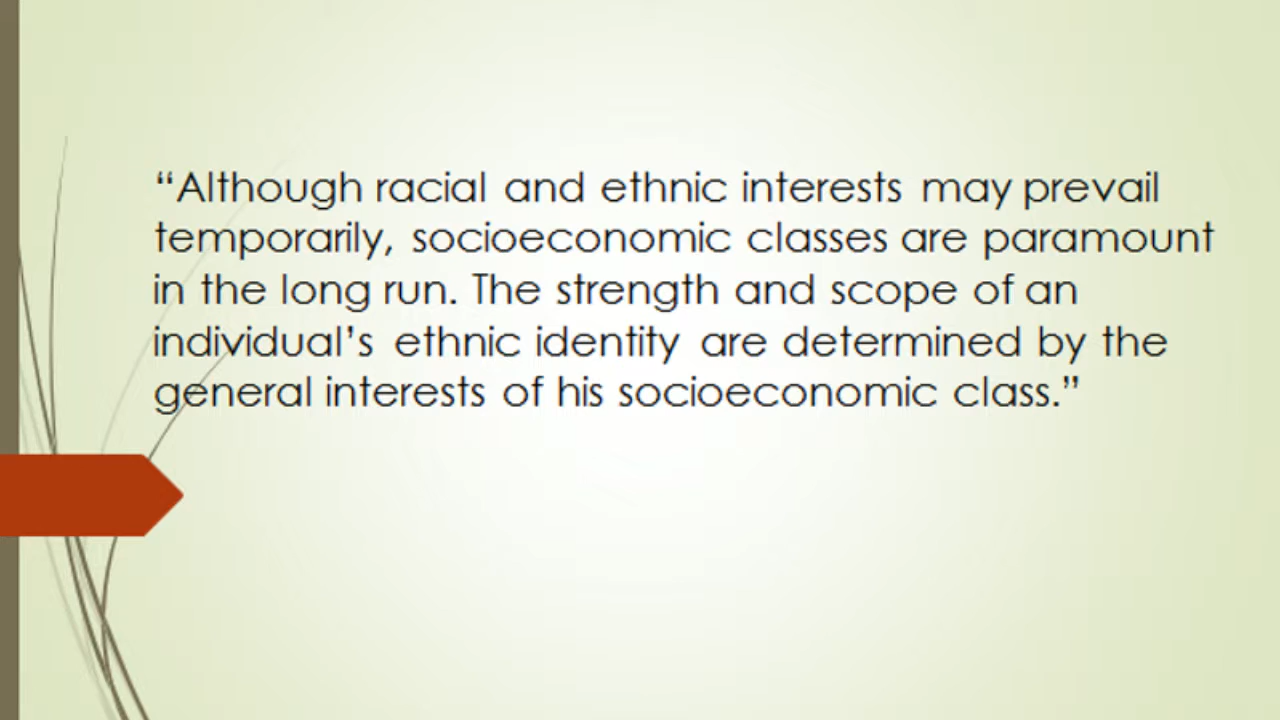 “Although racial and ethnic interests may prevail
temporarily, socioeconomic classes are paramount
in the long run. The strength and scope of an
individual’s ethnic identity are determined by the
general interests of his socioeconomic class.”